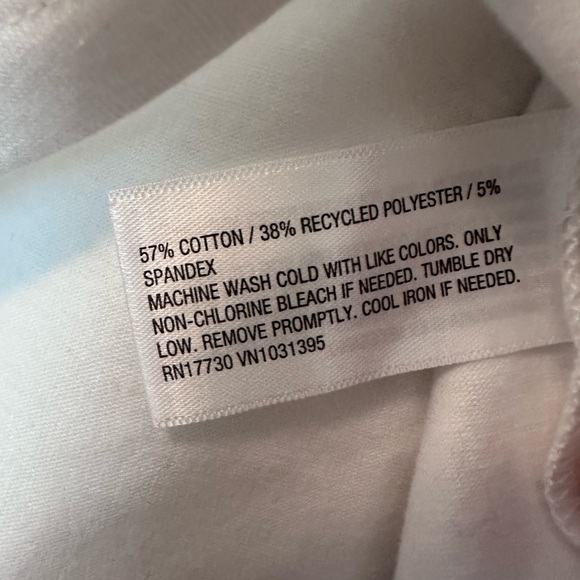 57% COTTON / 38% RECYCLED POLYESTER / 5%
SPANDEX
MACHINE WASH COLD WITH LIKE COLORS. ONLY
NON-CHLORINE BLEACH IF NEEDED. TUMBLE DRY
LOW. REMOVE PROMPTLY. COOL IRON IF NEEDED.
RN17730 VN1031395